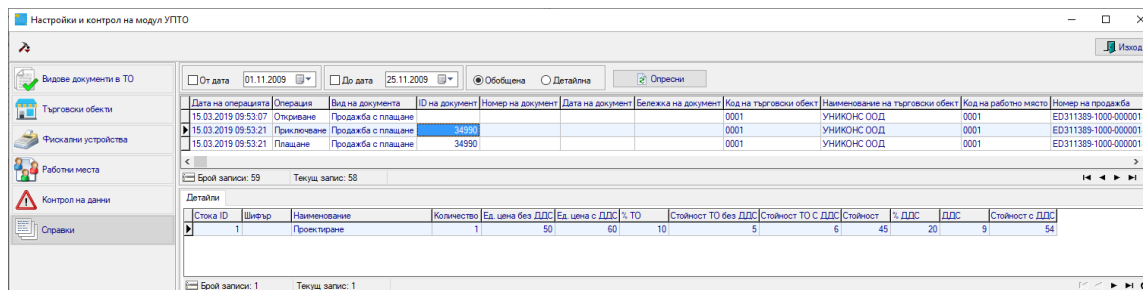 Настройки и контрол на модул УПТО
Изход
Видове документи в ТО
Търговски обекти
Фискални устройства
Работни места
Контрол на данни
Справки
От дата 01.11.2009 До дата 25.11.2009 Обобщена Детайлна Опресни
Дата на операцията Операция Вид на документа ID на документ Номер на документ Дата на документ Бележка на документ Код на търговски обект Наименование на търговски обект Код на работно място Номер на продажба
15.03.2019 09:53:07 Откриване Продажба с плащане 0001 УНИКОНС ООД 0001 ED311389-1000-000001
15.03.2019 09:53:21 Приключване Продажба с плащане 34990 0001 УНИКОНС ООД 0001 ED311389-1000-000001
15.03.2019 09:53:21 Плащане Продажба с плащане 34990 0001 УНИКОНС ООД 0001 ED311389-1000-000001
Брой записи: 59 Текущ запис: 58
Детайли
Стока ID Шифър Наименование Количество Ед. цена без ДДС Ед. цена с ДДС % ТО Стойност ТО без ДДС Стойност ТО С ДДС Стойност % ДДС ДДС Стойност с ДДС
1 Проектиране 1 50 60 10 5 6 45 20 9 54
Брой записи: 1 Текущ запис: 1